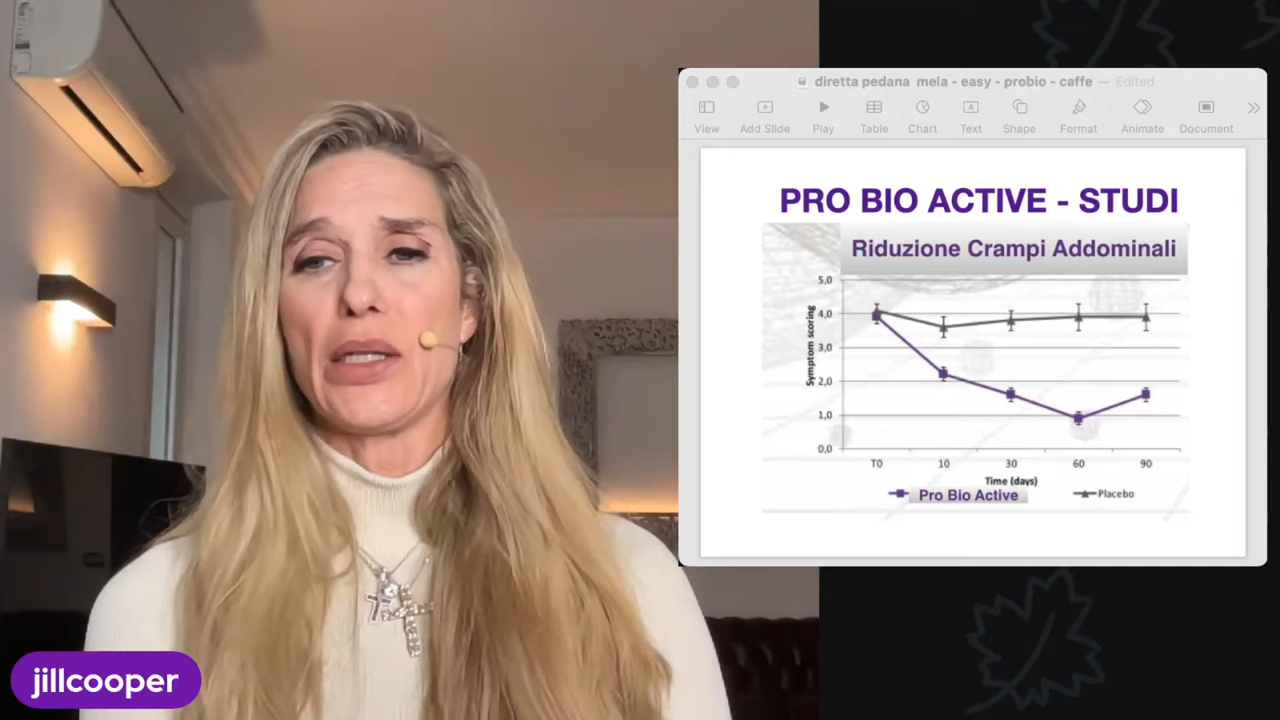 diretta pedana mela - easy - probio - caffe — Edited
View Add Slide Play Table Chart Text Shape Format Animate Document
PRO BIO ACTIVE - STUDI
Riduzione Crampi Addominali
5,0
4,0
3,0
2,0
1,0
0,0
Symptom scoring
T0 10 30 60 90
Time (days)
Pro Bio Active Placebo
jillcooper